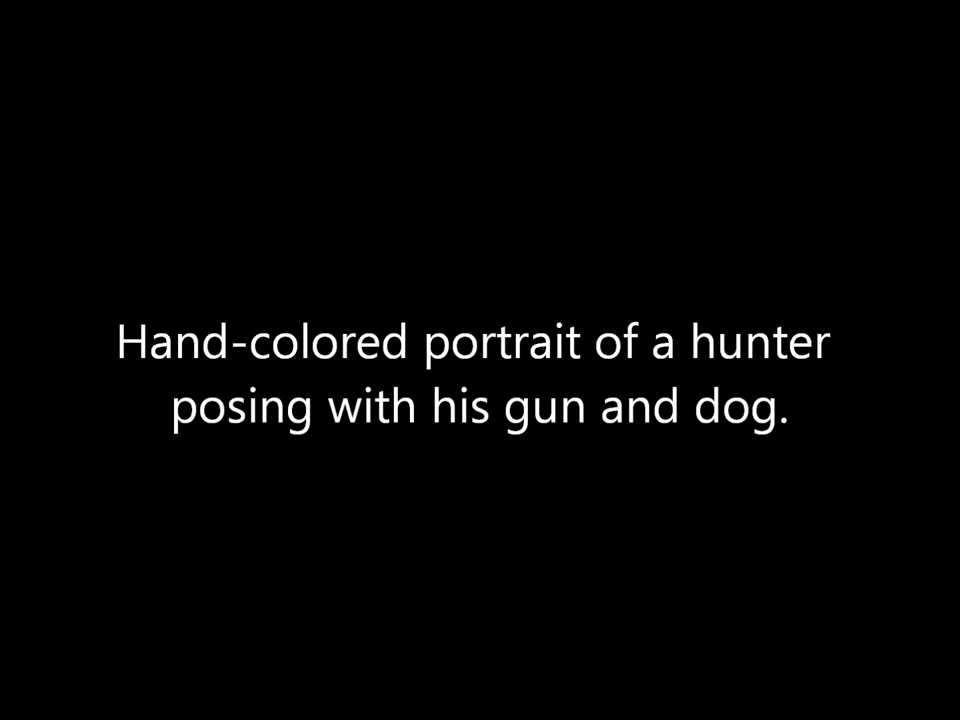 Hand-colored portrait of a hunter
posing with his gun and dog.